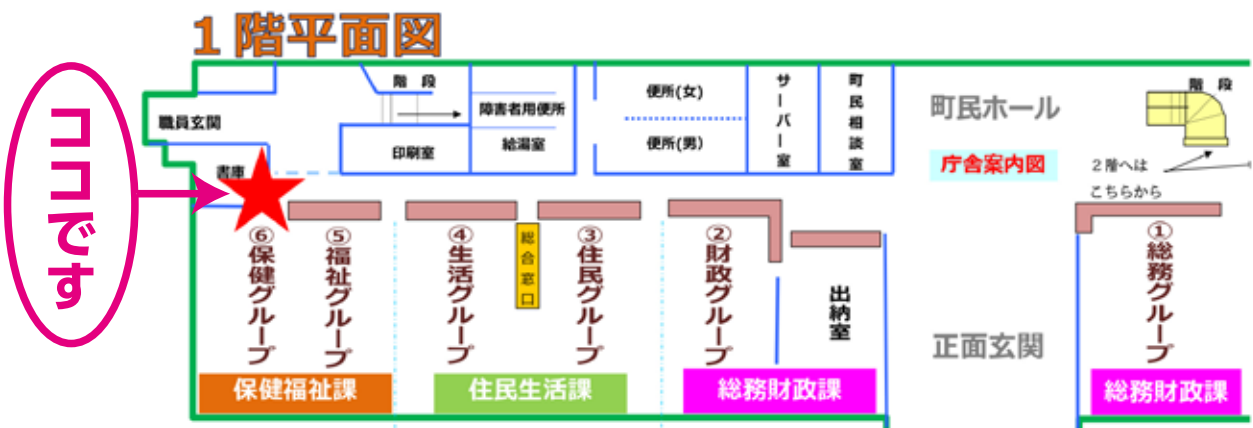 １階平面図
ココです
職員玄関
書庫
階 段
印刷室
障害者用便所
給湯室
便所(女)
便所(男)
サーバー室
町民相談室
町民ホール
庁舎案内図
階 段
２階へは
こちらから
⑥保健グループ
⑤福祉グループ
④生活グループ
総合窓口
③住民グループ
②財政グループ
出納室
正面玄関
①総務グループ
保健福祉課
住民生活課
総務財政課
総務財政課